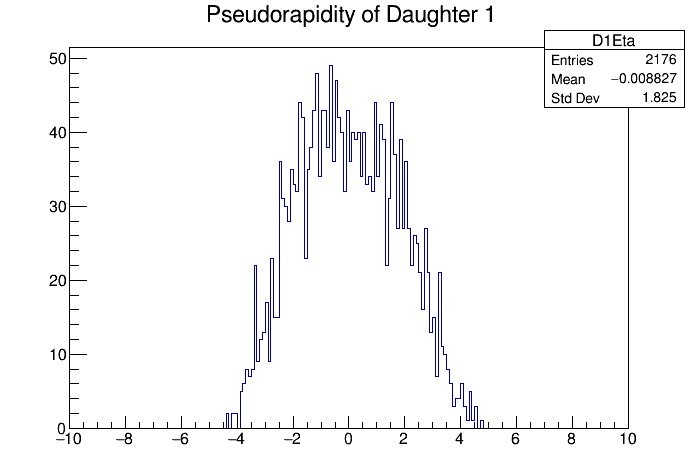 Pseudorapidity of Daughter 1
D1Eta
Entries 2176
Mean −0.008827
Std Dev 1.825
50
40
30
20
10
0
−10 −8 −6 −4 −2 0 2 4 6 8 10